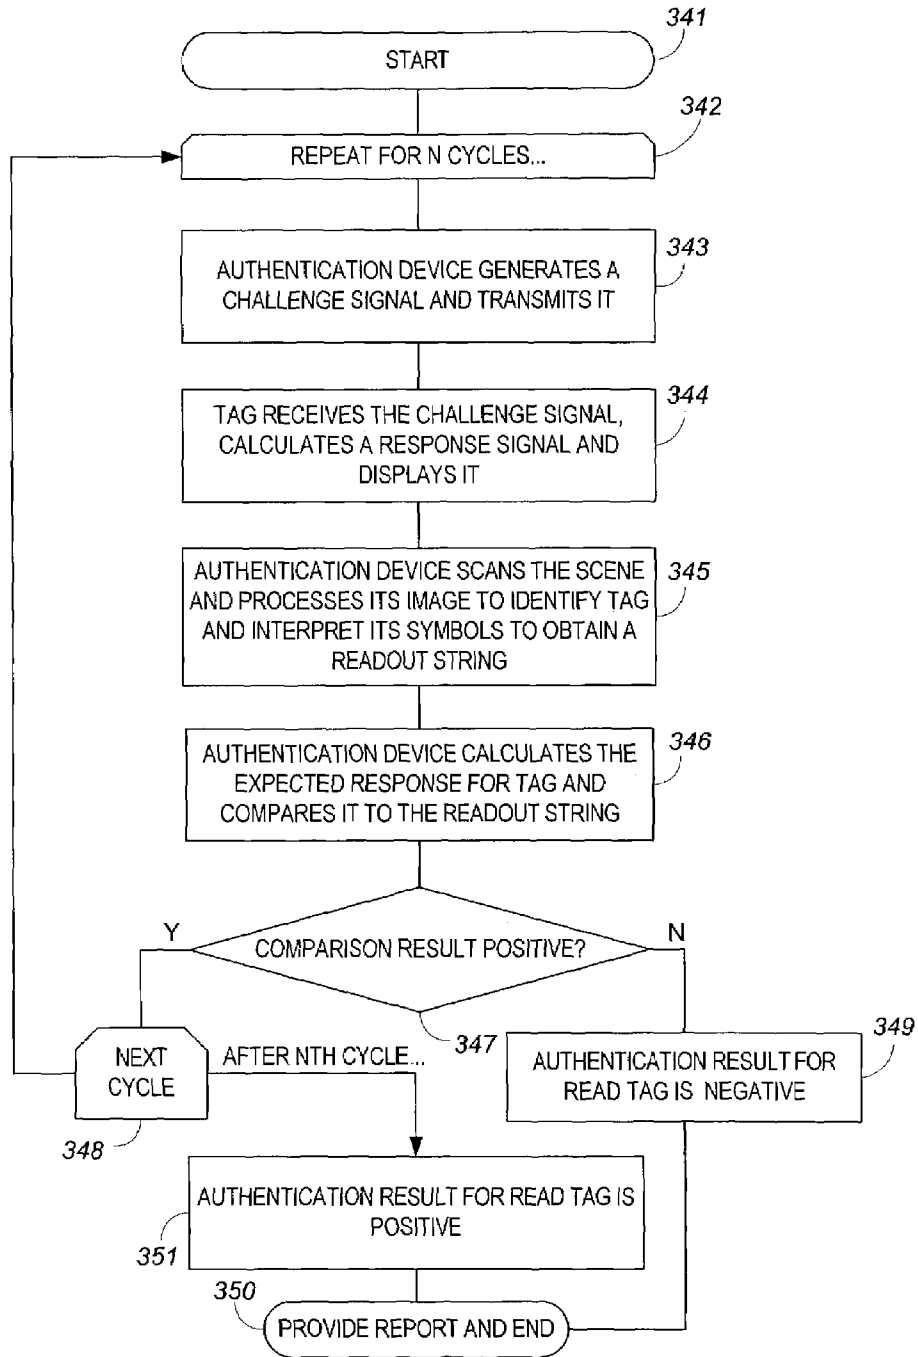 341
START
342
REPEAT FOR N CYCLES...
343
AUTHENTICATION DEVICE GENERATES A
CHALLENGE SIGNAL AND TRANSMITS IT
344
TAG RECEIVES THE CHALLENGE SIGNAL,
CALCULATES A RESPONSE SIGNAL AND
DISPLAYS IT
345
AUTHENTICATION DEVICE SCANS THE SCENE
AND PROCESSES ITS IMAGE TO IDENTIFY TAG
AND INTERPRET ITS SYMBOLS TO OBTAIN A
READOUT STRING
346
AUTHENTICATION DEVICE CALCULATES THE
EXPECTED RESPONSE FOR TAG AND
COMPARES IT TO THE READOUT STRING
Y
COMPARISON RESULT POSITIVE?
N
347
NEXT
CYCLE
348
AFTER NTH CYCLE...
349
AUTHENTICATION RESULT FOR
READ TAG IS NEGATIVE
AUTHENTICATION RESULT FOR READ TAG IS
POSITIVE
351
350
PROVIDE REPORT AND END